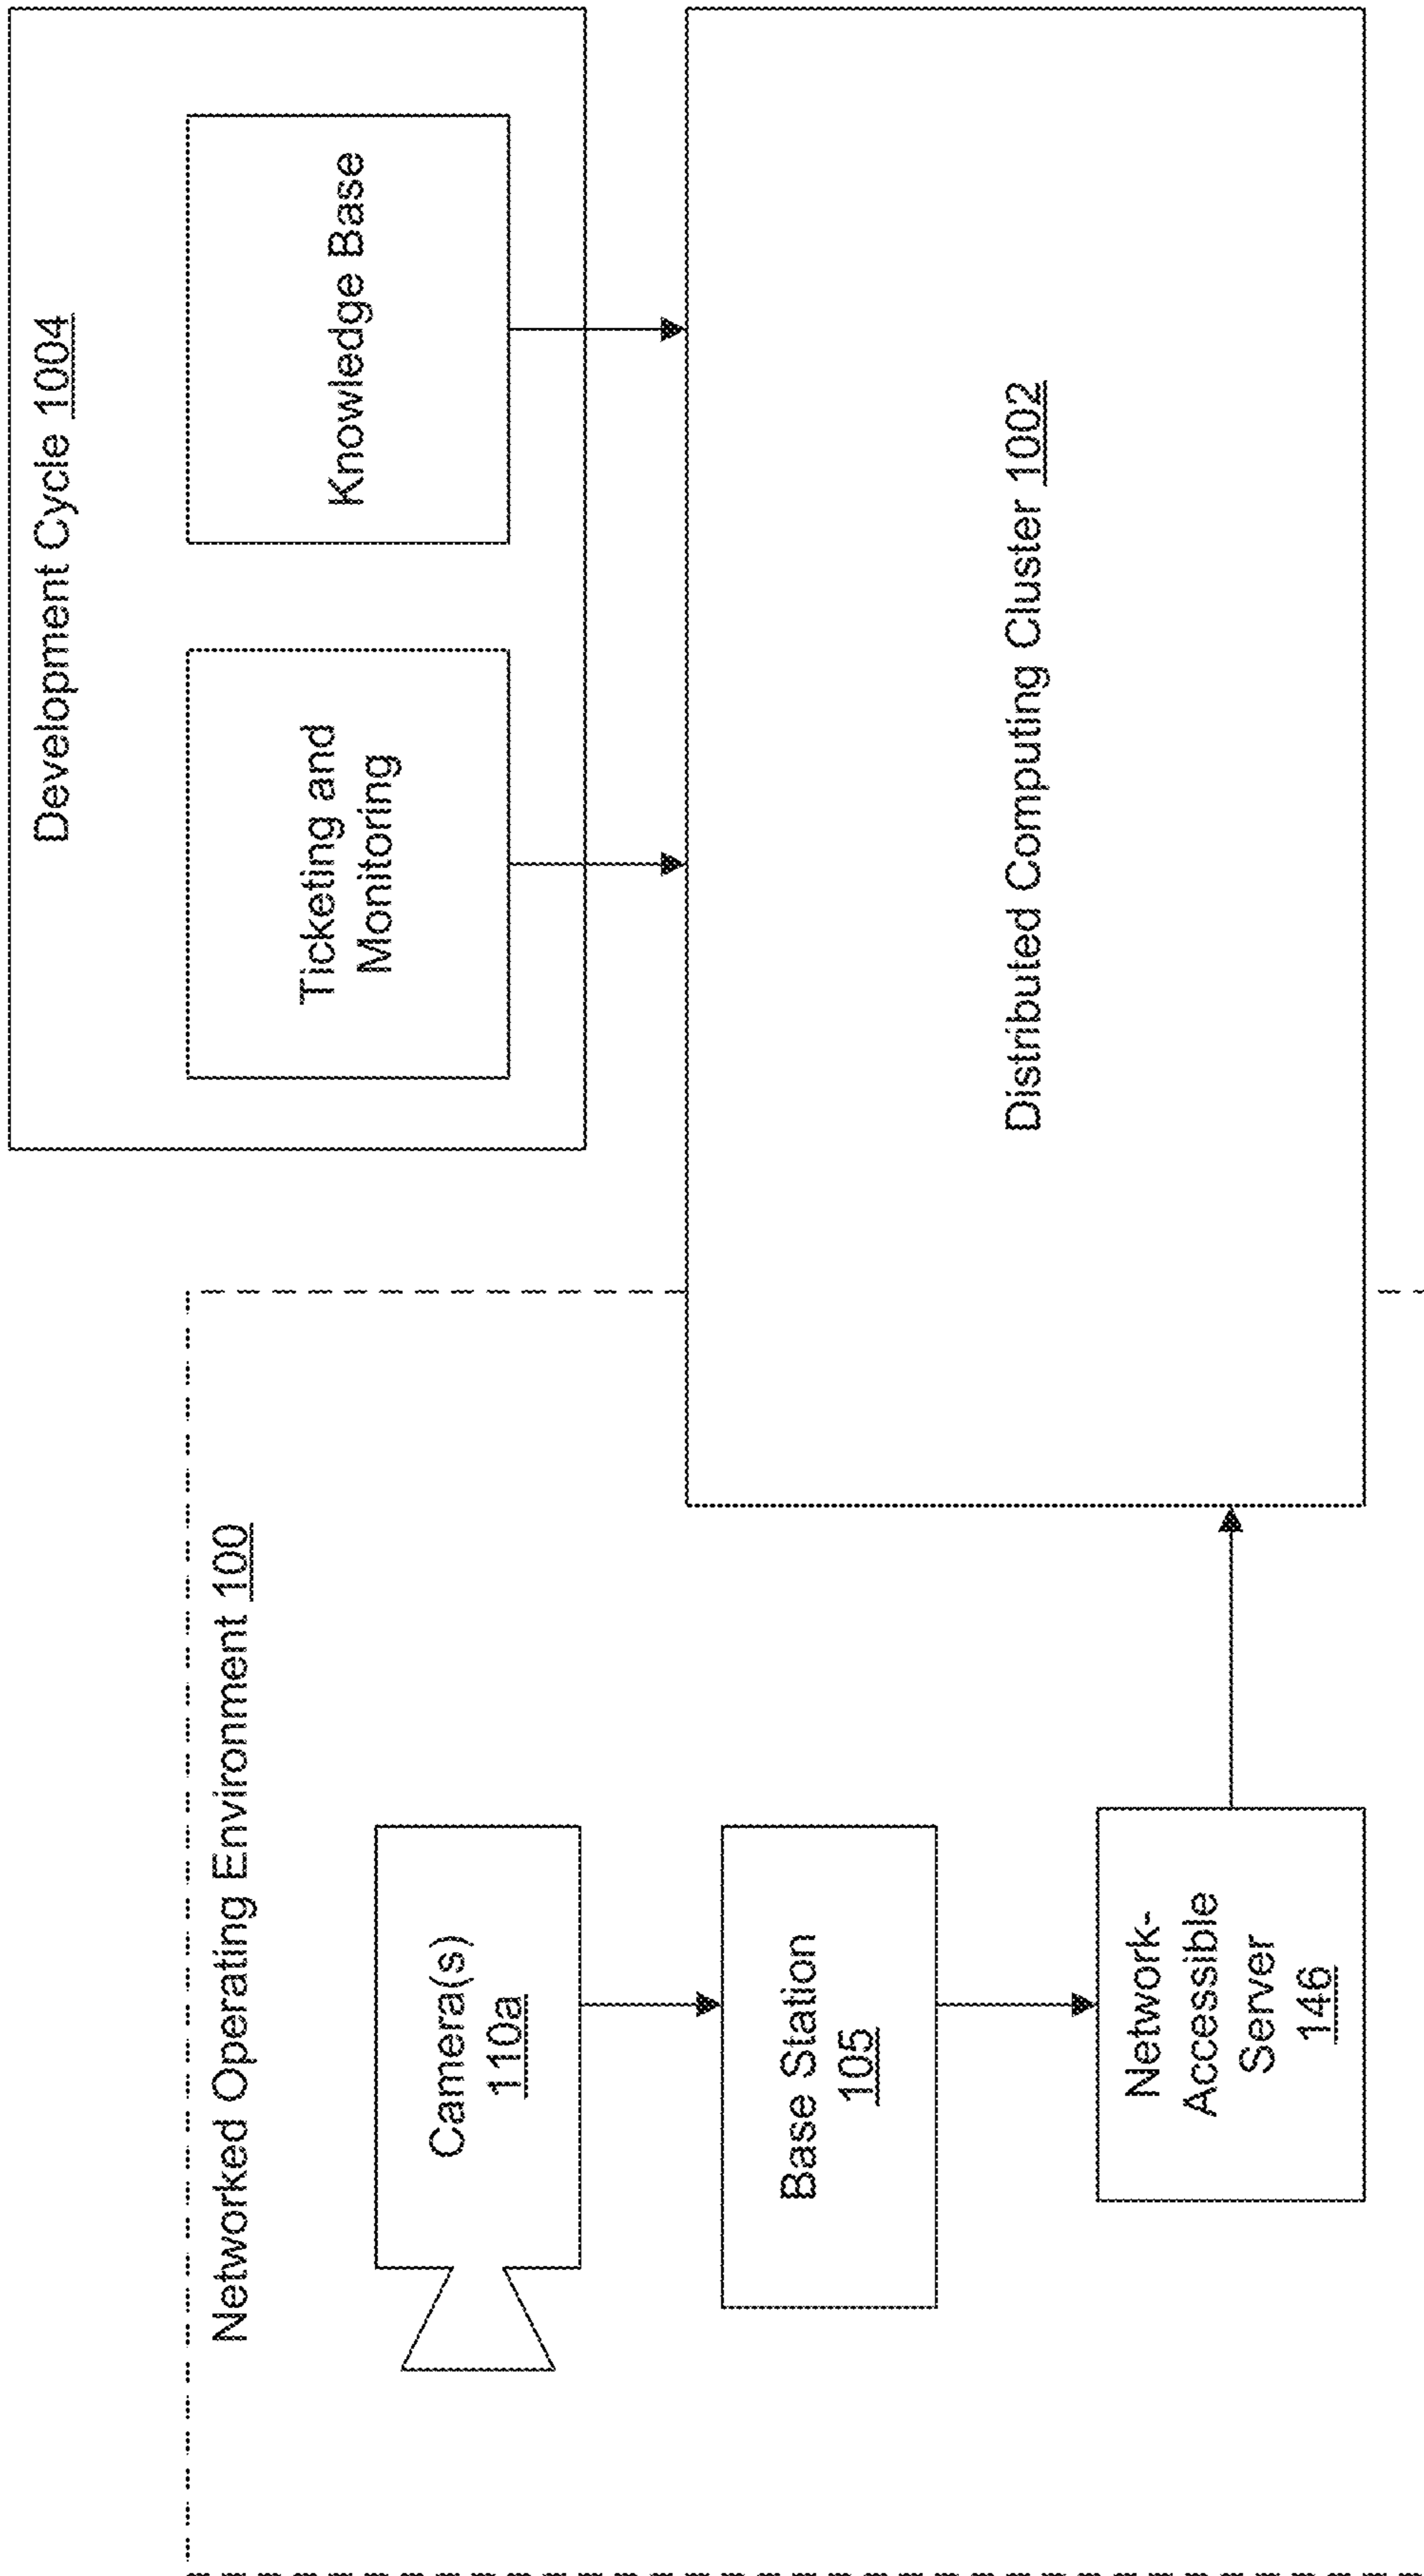 Networked Operating Environment 100
Camera(s)
110a
Base Station
105
Network-
Accessible
Server
146
Development Cycle 1004
Ticketing and
Monitoring
Knowledge Base
Distributed Computing Cluster 1002